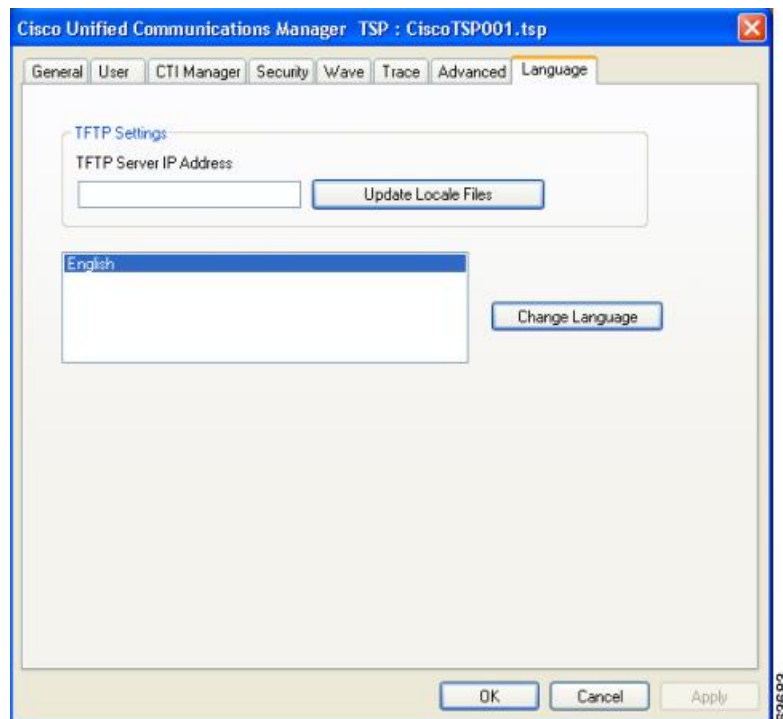 Cisco Unified Communications Manager TSP : CiscoTSP001.tsp
General User CTI Manager Security Wave Trace Advanced Language
TFTP Settings
TFTP Server IP Address
Update Locale Files
English
Change Language
OK Cancel Apply